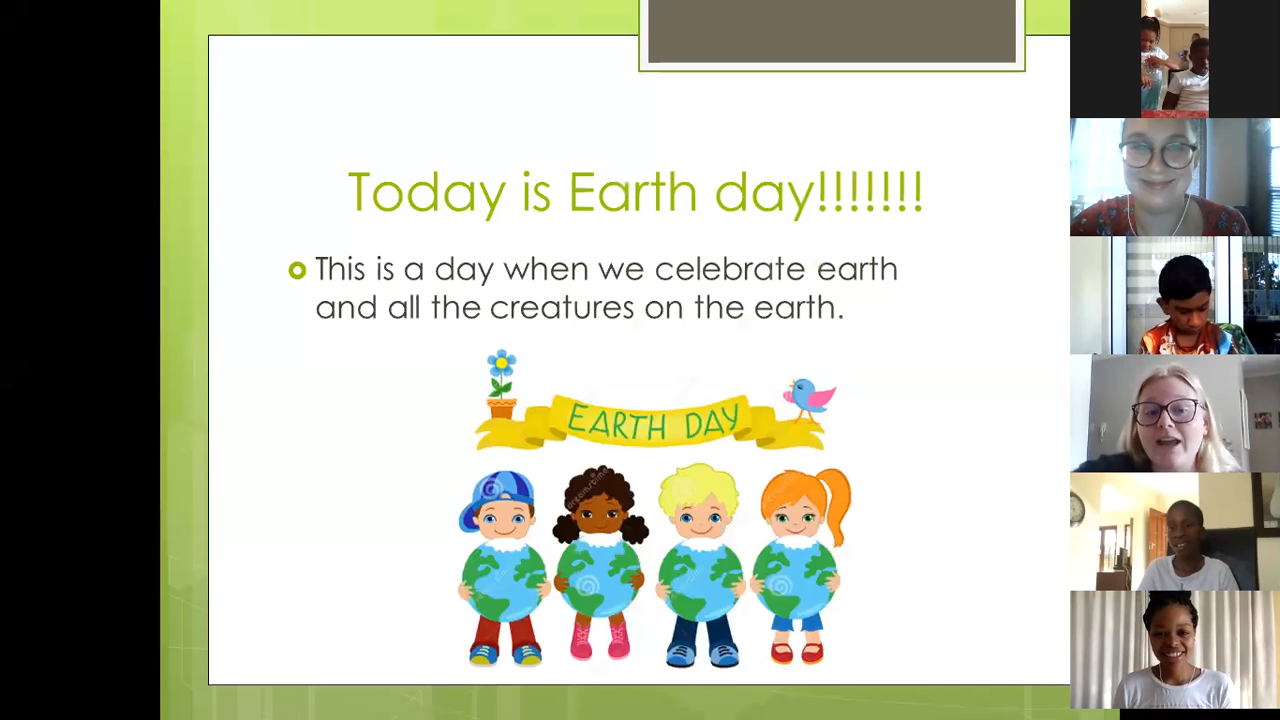 Today is Earth day!!!!!!!
This is a day when we celebrate earth
and all the creatures on the earth.
EARTH DAY
dreamstime